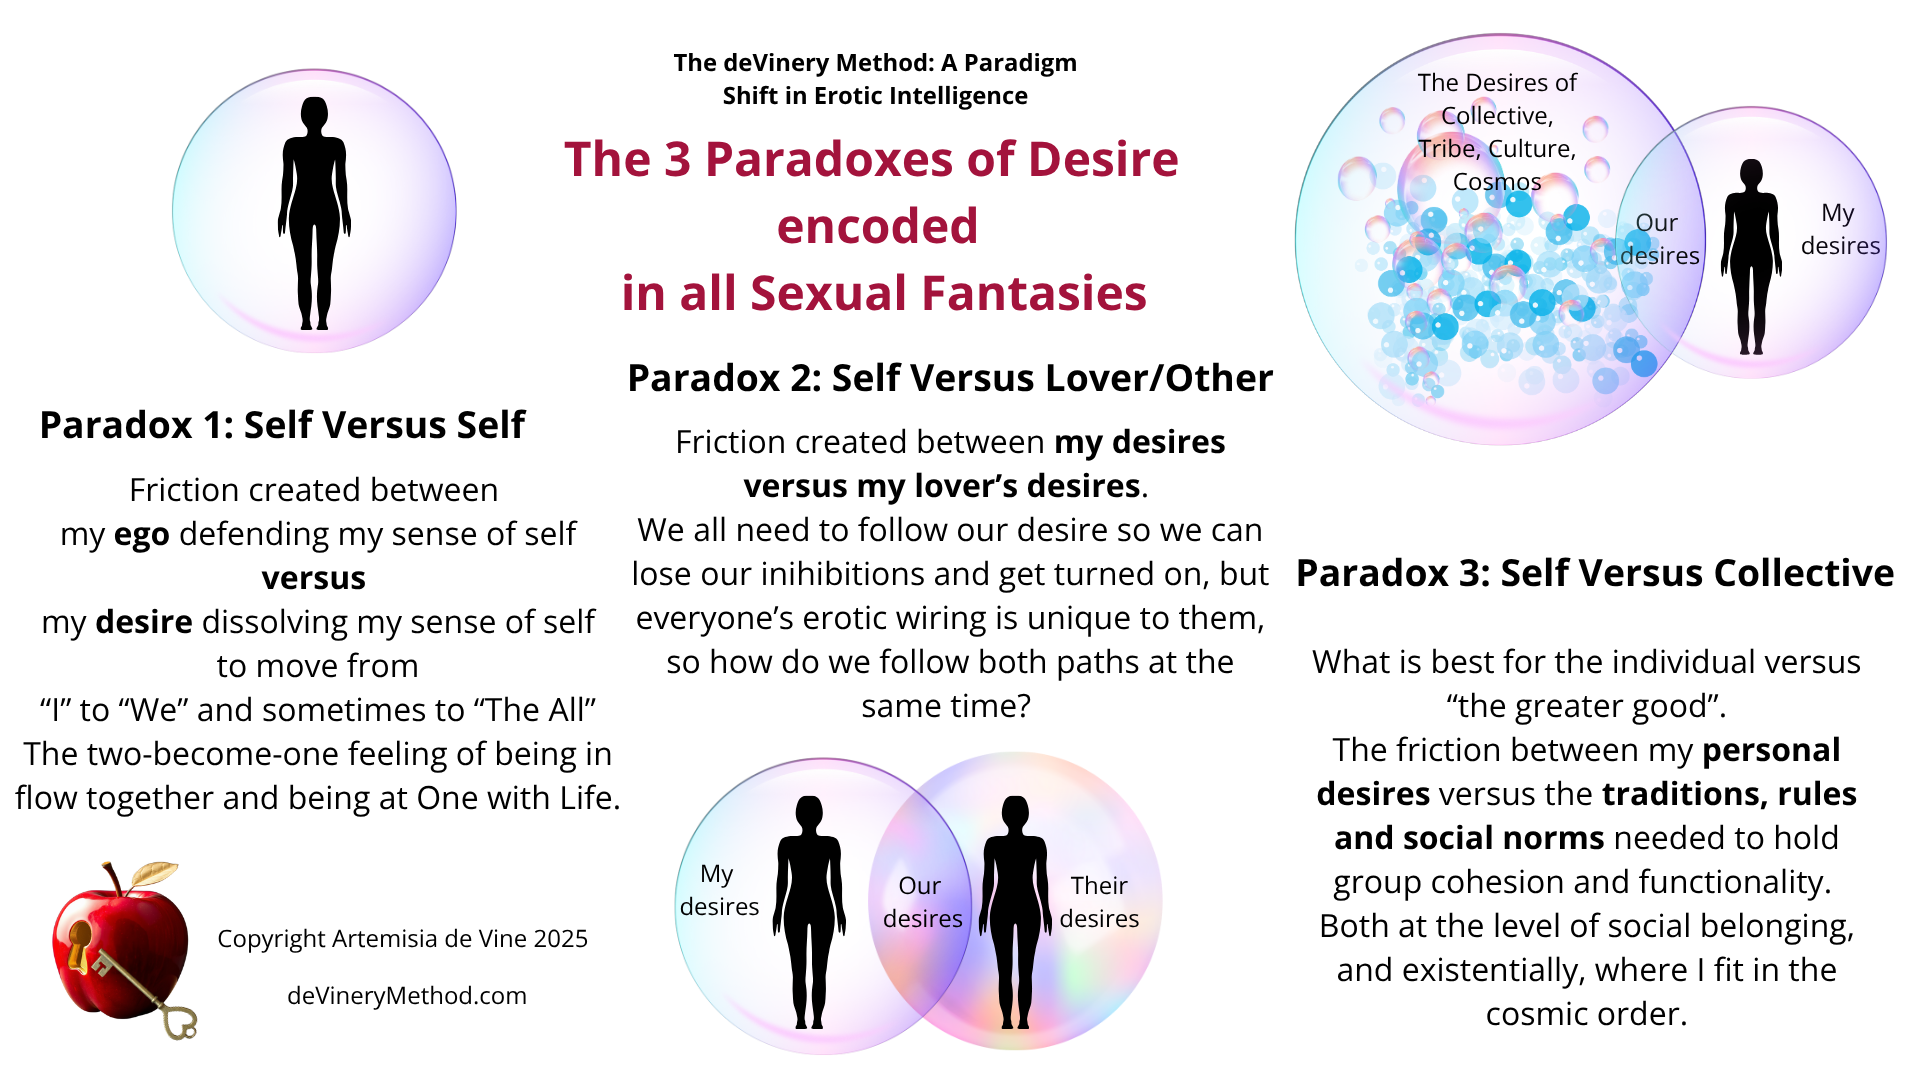 The deVinery Method: A Paradigm
Shift in Erotic Intelligence
The 3 Paradoxes of Desire
encoded
in all Sexual Fantasies
Paradox 1: Self Versus Self
Friction created between
my ego defending my sense of self
versus
my desire dissolving my sense of self
to move from
“I” to “We” and sometimes to “The All”
The two-become-one feeling of being in
flow together and being at One with Life.
Copyright Artemisia de Vine 2025
deVineryMethod.com
Paradox 2: Self Versus Lover/Other
Friction created between my desires
versus my lover’s desires.
We all need to follow our desire so we can
lose our inihibitions and get turned on, but
everyone’s erotic wiring is unique to them,
so how do we follow both paths at the
same time?
My
desires
Our
desires
Their
desires
The Desires of
Collective,
Tribe, Culture,
Cosmos
Our
desires
My
desires
Paradox 3: Self Versus Collective
What is best for the individual versus
“the greater good”.
The friction between my personal
desires versus the traditions, rules
and social norms needed to hold
group cohesion and functionality.
Both at the level of social belonging,
and existentially, where I fit in the
cosmic order.